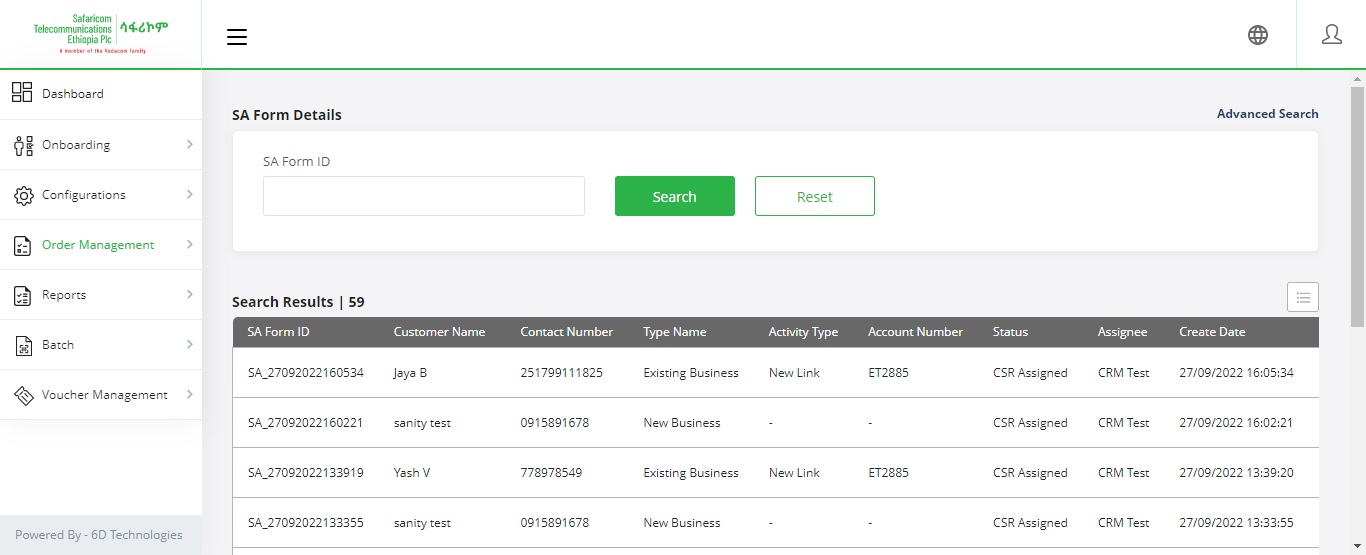 Safaricom
Telecommunications
Ethiopia Plc
ሳፋሪኮም
A member of the Vodacom family
Dashboard
Onboarding
Configurations
Order Management
Reports
Batch
Voucher Management
Powered By - 6D Technologies
SA Form Details
Advanced Search
SA Form ID
Search
Reset
Search Results | 59
SA Form ID Customer Name Contact Number Type Name Activity Type Account Number Status Assignee Create Date
SA_27092022160534 Jaya B 251799111825 Existing Business New Link ET2885 CSR Assigned CRM Test 27/09/2022 16:05:34
SA_27092022160221 sanity test 0915891678 New Business - - CSR Assigned CRM Test 27/09/2022 16:02:21
SA_27092022133919 Yash V 778978549 Existing Business New Link ET2885 CSR Assigned CRM Test 27/09/2022 13:39:20
SA_27092022133355 sanity test 0915891678 New Business - - CSR Assigned CRM Test 27/09/2022 13:33:55